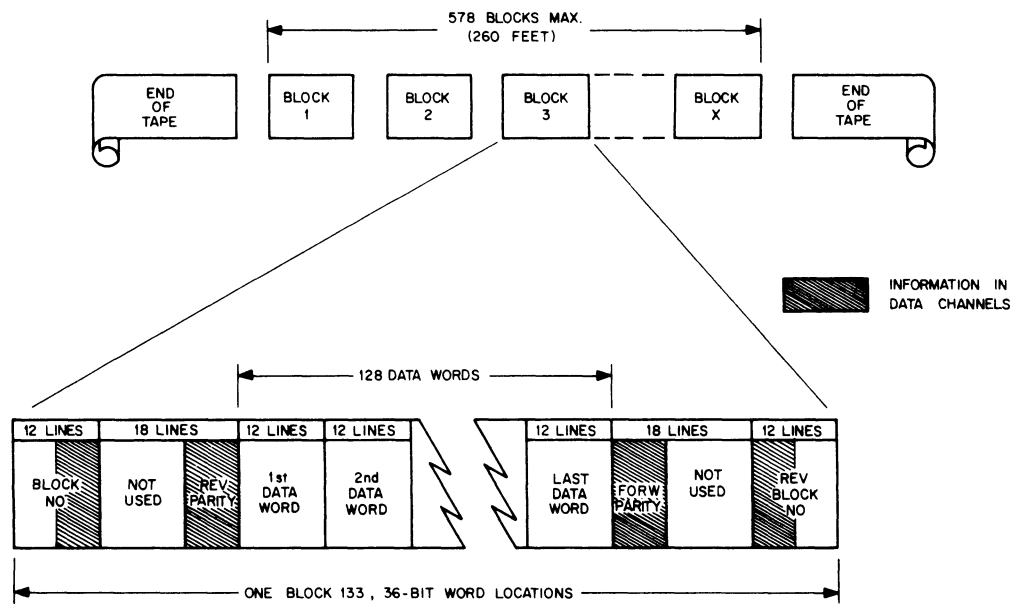 578 BLOCKS MAX.
(260 FEET)
END
OF
TAPE
BLOCK
1
BLOCK
2
BLOCK
3
BLOCK
X
END
OF
TAPE
INFORMATION IN
DATA CHANNELS
128 DATA WORDS
12 LINES
18 LINES
12 LINES
12 LINES
12 LINES
18 LINES
12 LINES
BLOCK
NO
NOT
USED
REV
PARITY
1st
DATA
WORD
2nd
DATA
WORD
LAST
DATA
WORD
FORW
PARITY
NOT
USED
REV
BLOCK
NO
ONE BLOCK 133, 36-BIT WORD LOCATIONS